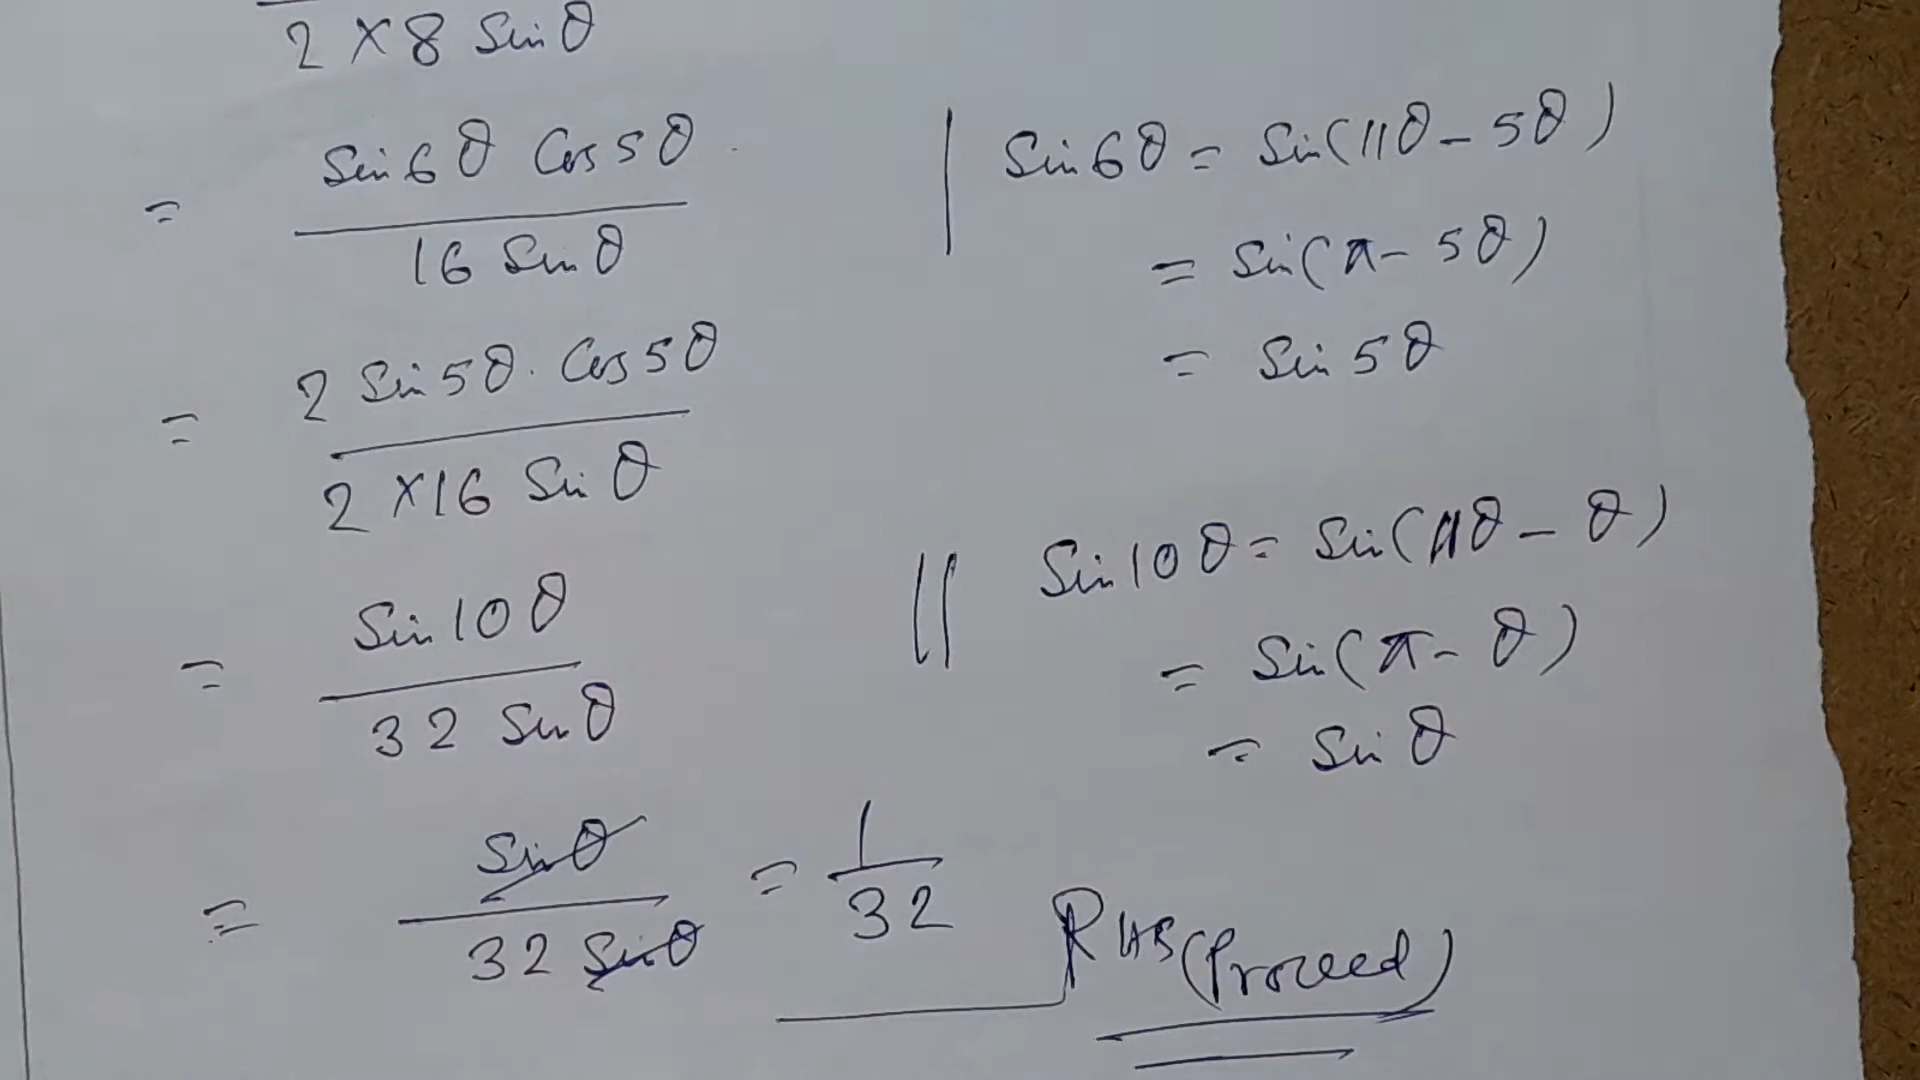 2 × 8 Sin θ
= Sin 6θ Cos 5θ / 16 Sin θ
| Sin 6θ = Sin(11θ - 5θ)
= Sin(π - 5θ)
= Sin 5θ
= 2 Sin 5θ . Cos 5θ / 2 × 16 Sin θ
= Sin 10θ / 32 Sin θ
|| Sin 10θ = Sin(11θ - θ)
= Sin(π - θ)
= Sin θ
= Sin θ / 32 Sin θ = 1 / 32
RHS (Proved)